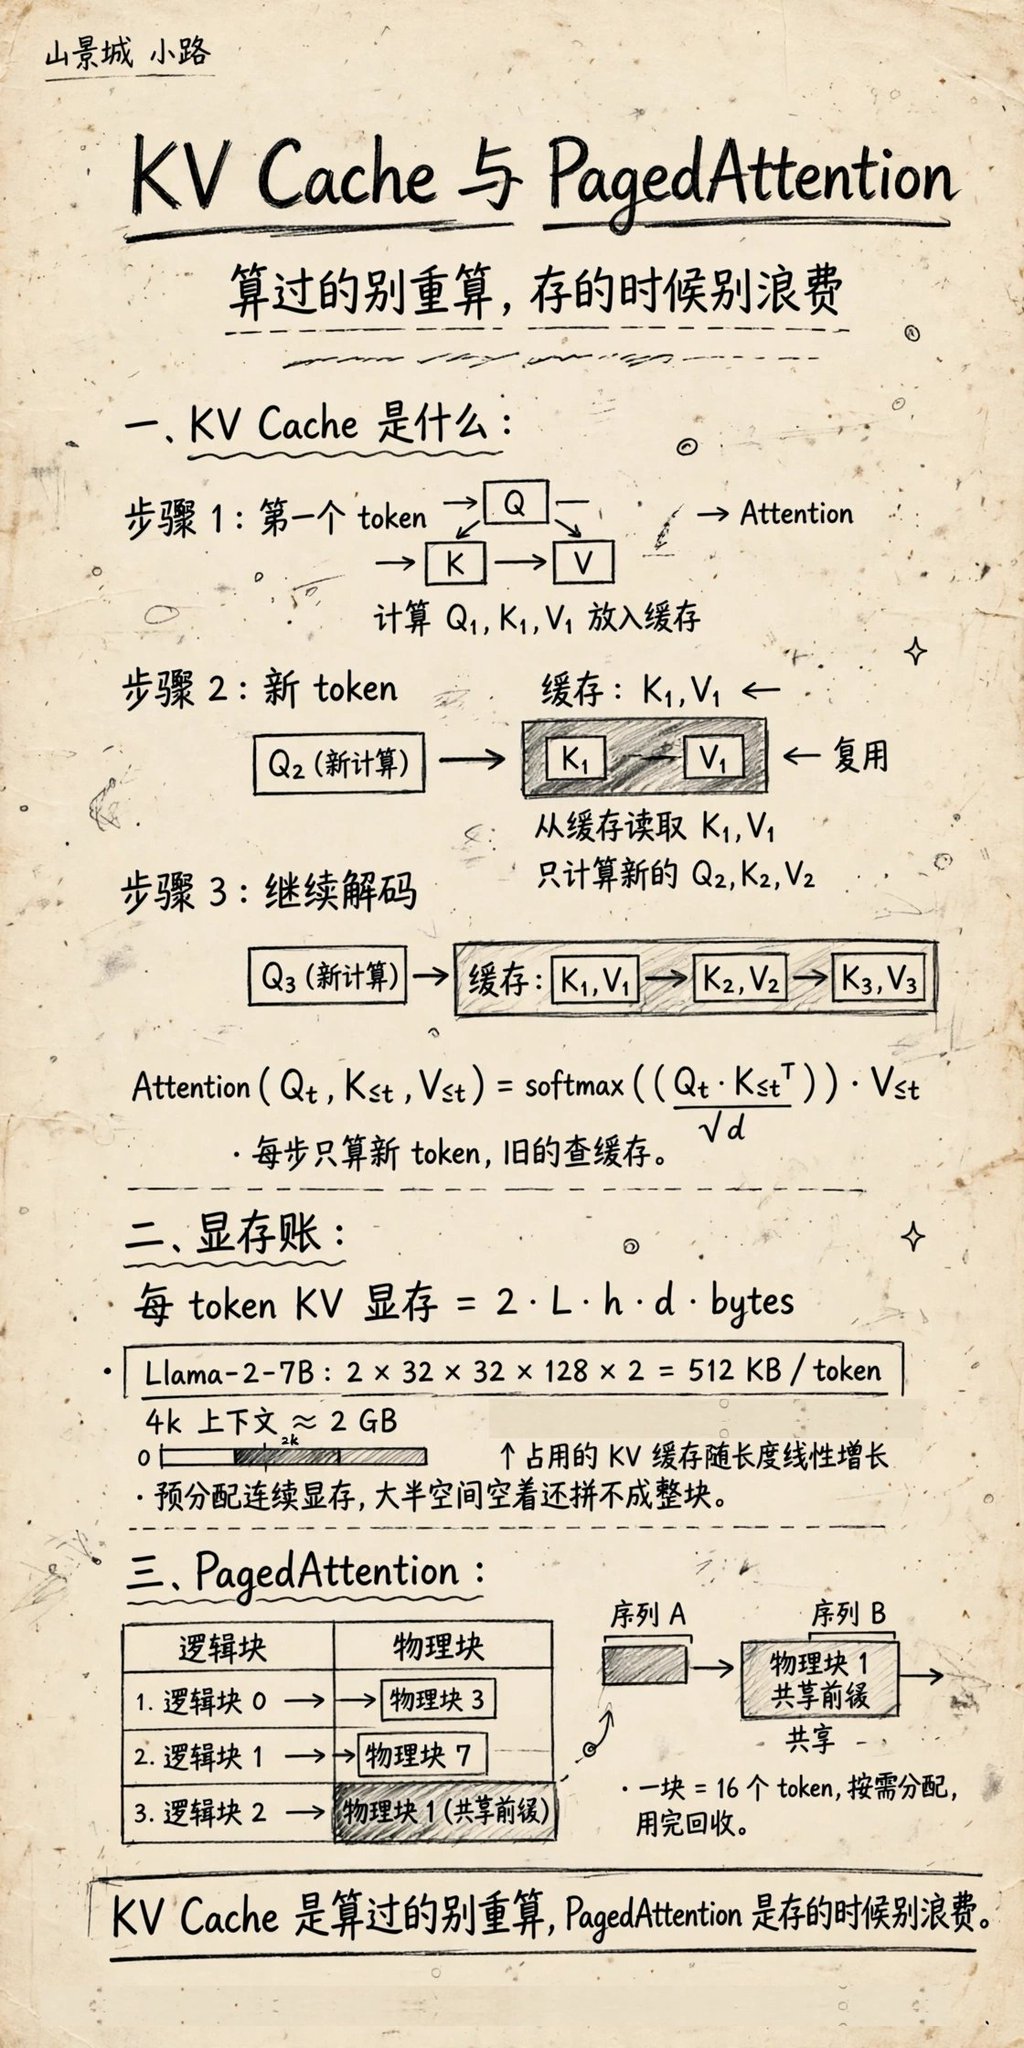 山景城 小路
KV Cache 与 PagedAttention
算过的别重算, 存的时候别浪费
一、KV Cache 是什么:
步骤 1: 第一个 token → Q → Attention
→ K → V
计算 Q₁, K₁, V₁ 放入缓存
步骤 2: 新 token
缓存: K₁, V₁ ←
Q₂ (新计算) → K₁ V₁ ← 复用
从缓存读取 K₁, V₁
只计算新的 Q₂, K₂, V₂
步骤 3: 继续解码
Q₃ (新计算) → 缓存: K₁, V₁ → K₂, V₂ → K₃, V₃
Attention (Qₜ, K≤t, V≤t) = softmax ((Qₜ · K≤tᵀ)) · V≤t
√d
· 每步只算新 token, 旧的查缓存。
二、显存账:
每 token KV 显存 = 2 · L · h · d · bytes
· Llama-2-7B: 2 × 32 × 32 × 128 × 2 = 512 KB / token
4k 上下文 ≈ 2 GB
0 2k
↑ 占用的 KV 缓存随长度线性增长
· 预分配连续显存, 大半空间空着还拼不成整块。
三、PagedAttention:
逻辑块 物理块
1. 逻辑块 0 → → 物理块 3
2. 逻辑块 1 → → 物理块 7
3. 逻辑块 2 → 物理块 1 (共享前缀)
序列 A 序列 B
物理块 1
共享前缀
共享
· 一块 = 16 个 token, 按需分配,
用完回收。
KV Cache 是算过的别重算, PagedAttention 是存的时候别浪费。